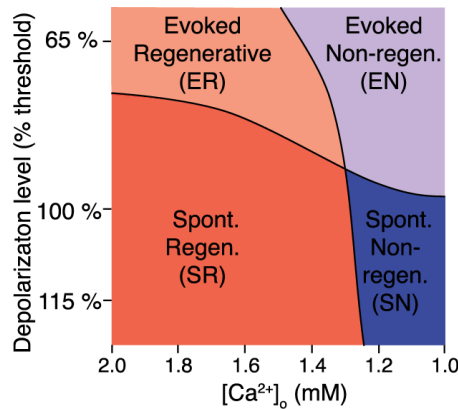 Depolarizaton level (% threshold)
65 %
100 %
115 %
Evoked
Regenerative
(ER)
Evoked
Non-regen.
(EN)
Spont.
Regen.
(SR)
Spont.
Non-
regen.
(SN)
2.0 1.8 1.6 1.4 1.2 1.0
[Ca²⁺]ₒ (mM)